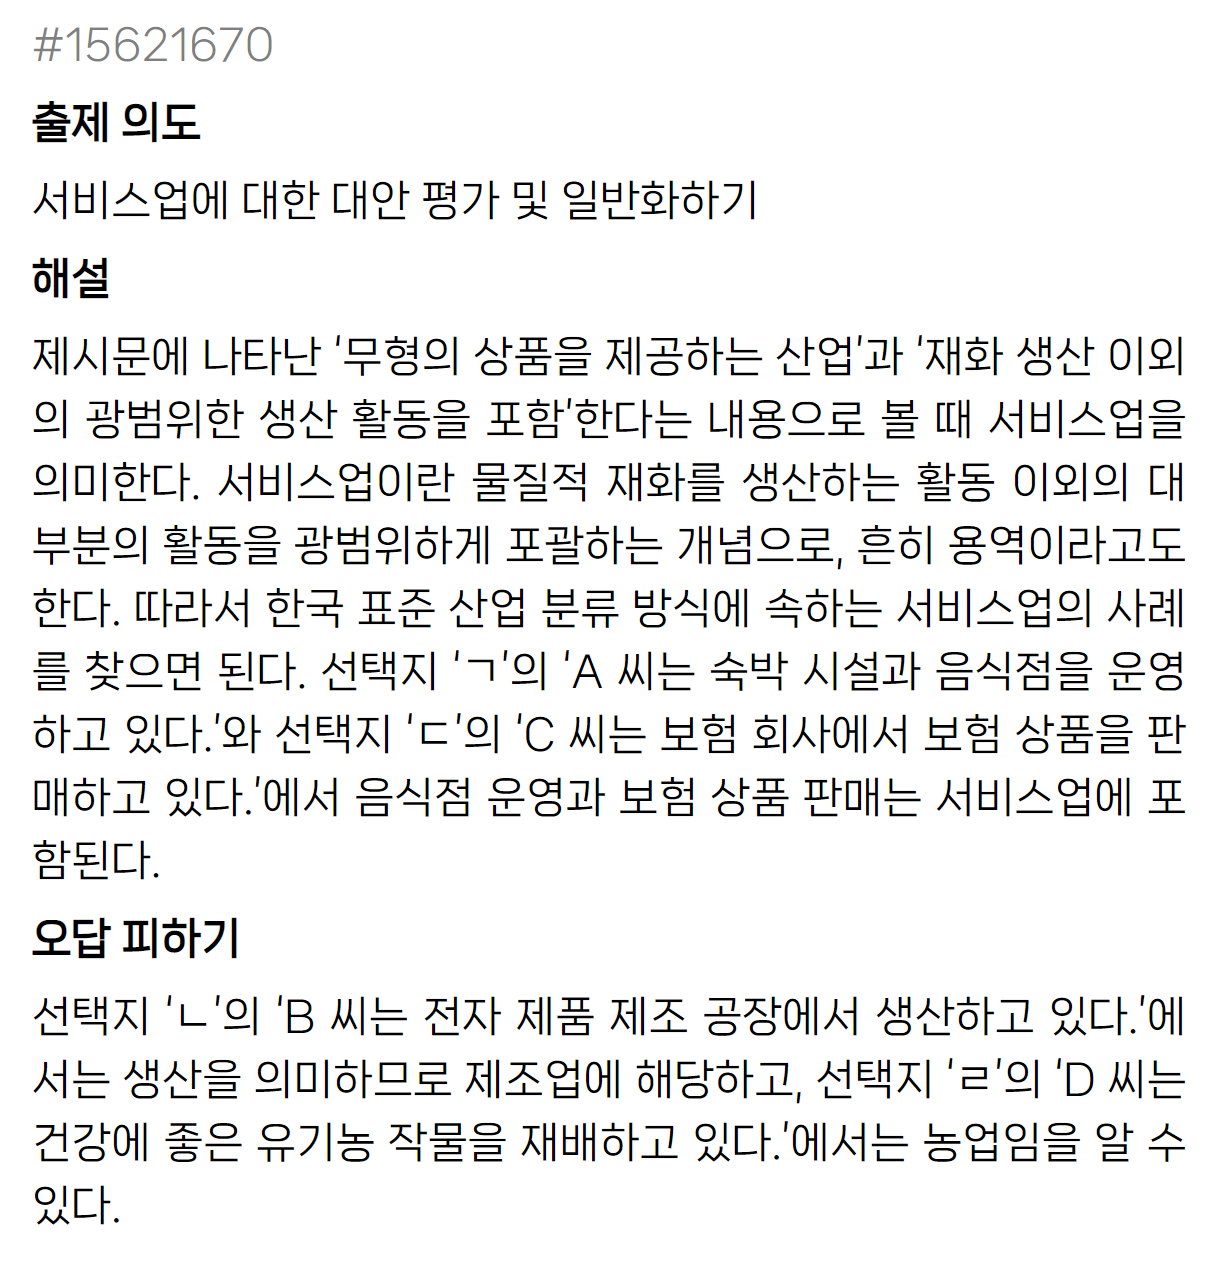 #15621670
출제 의도
서비스업에 대한 대안 평가 및 일반화하기
해설
제시문에 나타난 '무형의 상품을 제공하는 산업'과 '재화 생산 이외
의 광범위한 생산 활동을 포함'한다는 내용으로 볼 때 서비스업을
의미한다. 서비스업이란 물질적 재화를 생산하는 활동 이외의 대
부분의 활동을 광범위하게 포괄하는 개념으로, 흔히 용역이라고도
한다. 따라서 한국 표준 산업 분류 방식에 속하는 서비스업의 사례
를 찾으면 된다. 선택지 'ㄱ'의 'A 씨는 숙박 시설과 음식점을 운영
하고 있다.'와 선택지 'ㄷ'의 'C 씨는 보험 회사에서 보험 상품을 판
매하고 있다.'에서 음식점 운영과 보험 상품 판매는 서비스업에 포
함된다.
오답 피하기
선택지 'ㄴ'의 'B 씨는 전자 제품 제조 공장에서 생산하고 있다.'에
서는 생산을 의미하므로 제조업에 해당하고, 선택지 'ㄹ'의 'D 씨는
건강에 좋은 유기농 작물을 재배하고 있다.'에서는 농업임을 알 수
있다.